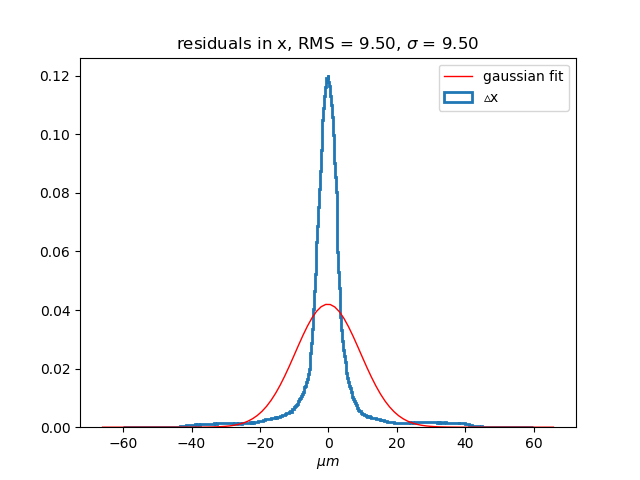 residuals in x, RMS = 9.50, σ = 9.50
gaussian fit
△x
0.12
0.10
0.08
0.06
0.04
0.02
0.00
−60 −40 −20 0 20 40 60
μm